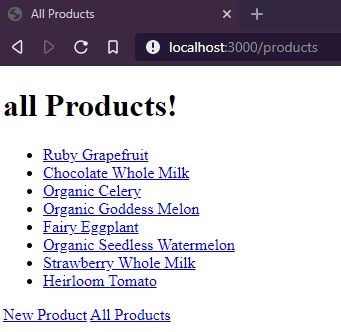 All Products
localhost:3000/products
all Products!
Ruby Grapefruit
Chocolate Whole Milk
Organic Celery
Organic Goddess Melon
Fairy Eggplant
Organic Seedless Watermelon
Strawberry Whole Milk
Heirloom Tomato
New Product All Products